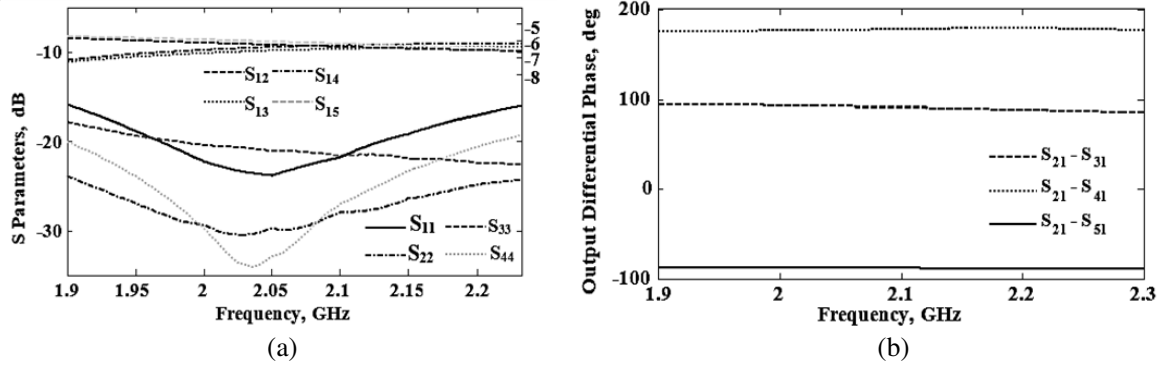 -5
-6
-7
-8
-10
-20
-30
S Parameters, dB
S12 S14
S13 S15
S11 S33
S22 S44
1.9 1.95 2 2.05 2.1 2.15 2.2
Frequency, GHz
(a)
200
100
0
-100
Output Differential Phase, deg
S21 - S31
S21 - S41
S21 - S51
1.9 2 2.1 2.2 2.3
Frequency, GHz
(b)